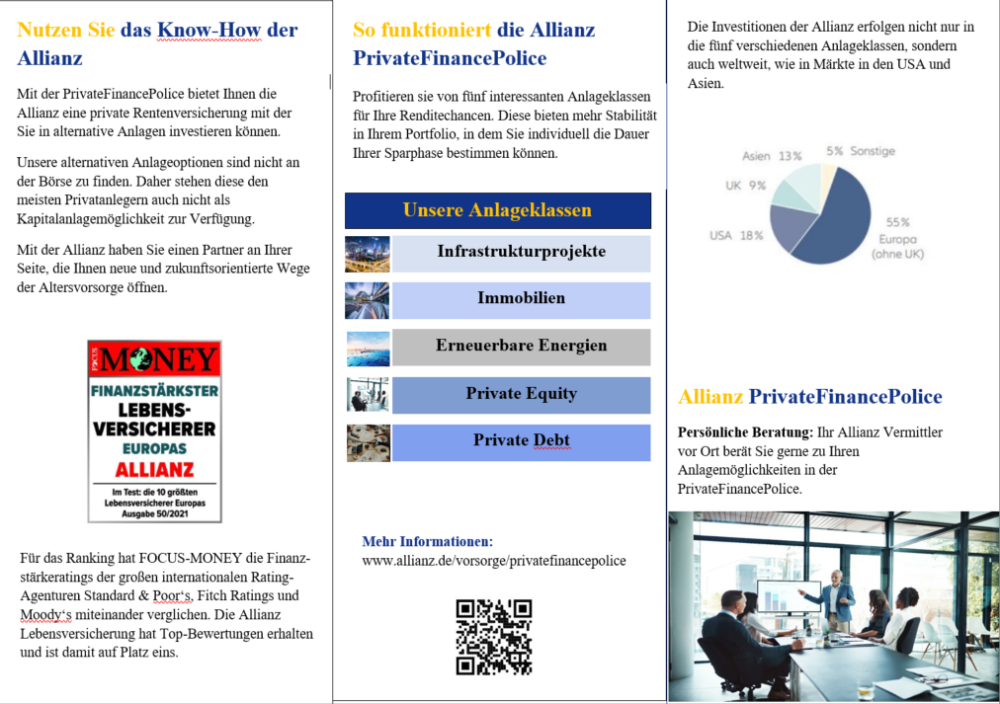 Nutzen Sie das Know-How der
Allianz
Mit der PrivateFinancePolice bietet Ihnen die
Allianz eine private Rentenversicherung mit der
Sie in alternative Anlagen investieren können.
Unsere alternativen Anlageoptionen sind nicht an
der Börse zu finden. Daher stehen diese den
meisten Privatanlegern auch nicht als
Kapitalanlagemöglichkeit zur Verfügung.
Mit der Allianz haben Sie einen Partner an Ihrer
Seite, die Ihnen neue und zukunftsorientierte Wege
der Altersvorsorge öffnen.
FOCUS MONEY
FINANZSTÄRKSTER
LEBENS-
VERSICHERER
EUROPAS
ALLIANZ
Im Test: die 10 größten
Lebensversicherer Europas
Ausgabe 50/2021
Für das Ranking hat FOCUS-MONEY die Finanz-
stärkeratings der großen internationalen Rating-
Agenturen Standard & Poor‘s, Fitch Ratings und
Moody‘s miteinander verglichen. Die Allianz
Lebensversicherung hat Top-Bewertungen erhalten
und ist damit auf Platz eins.
So funktioniert die Allianz
PrivateFinancePolice
Profitieren sie von fünf interessanten Anlageklassen
für Ihre Renditechancen. Diese bieten mehr Stabilität
in Ihrem Portfolio, in dem Sie individuell die Dauer
Ihrer Sparphase bestimmen können.
Unsere Anlageklassen
Infrastrukturprojekte
Immobilien
Erneuerbare Energien
Private Equity
Private Debt
Mehr Informationen:
www.allianz.de/vorsorge/privatefinancepolice
Die Investitionen der Allianz erfolgen nicht nur in
die fünf verschiedenen Anlageklassen, sondern
auch weltweit, wie in Märkte in den USA und
Asien.
Asien 13%
5% Sonstige
UK 9%
USA 18%
55%
Europa
(ohne UK)
Allianz PrivateFinancePolice
Persönliche Beratung: Ihr Allianz Vermittler
vor Ort berät Sie gerne zu Ihren
Anlagemöglichkeiten in der
PrivateFinancePolice.